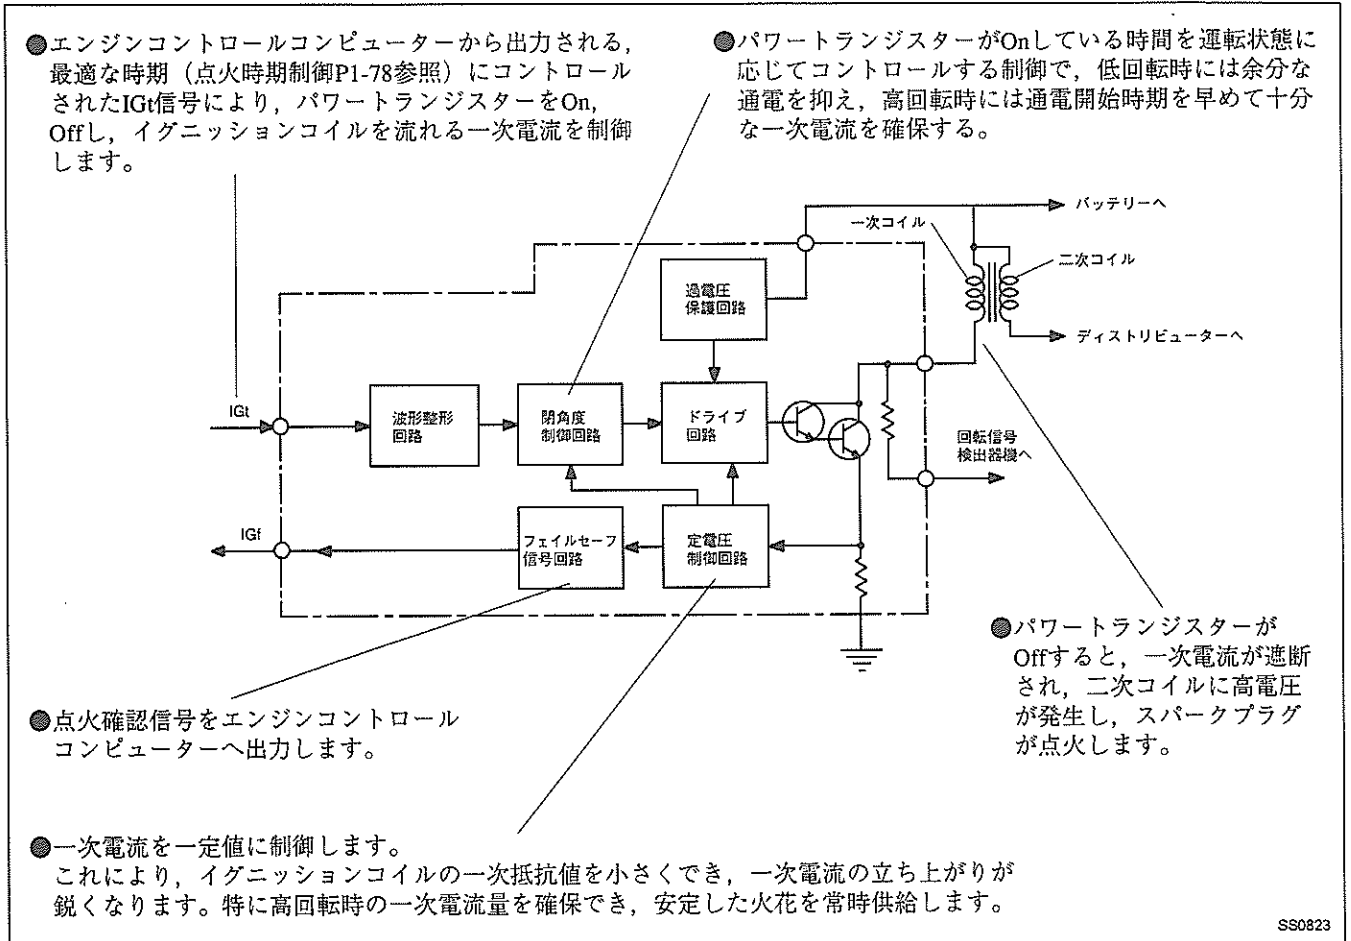 ●エンジンコントロールコンピューターから出力される,
最適な時期（点火時期制御P1-78参照）にコントロール
されたIGt信号により, パワートランジスターをOn,
Offし, イグニッションコイルを流れる一次電流を制御
します。
●パワートランジスターがOnしている時間を運転状態に
応じてコントロールする制御で, 低回転時には余分な
通電を抑え, 高回転時には通電開始時期を早めて十分
な一次電流を確保する。
バッテリーへ
一次コイル
二次コイル
過電圧
保護回路
ディストリビューターへ
IGt
波形整形
回路
閉角度
制御回路
ドライブ
回路
回転信号
検出器機へ
IGf
フェイルセーフ
信号回路
定電圧
制御回路
●パワートランジスターが
Offすると, 一次電流が遮断
され, 二次コイルに高電圧
が発生し, スパークプラグ
が点火します。
●点火確認信号をエンジンコントロール
コンピューターへ出力します。
●一次電流を一定値に制御します。
これにより, イグニッションコイルの一次抵抗値を小さくでき, 一次電流の立ち上がりが
鋭くなります。特に高回転時の一次電流量を確保でき, 安定した火花を常時供給します。
SS0823